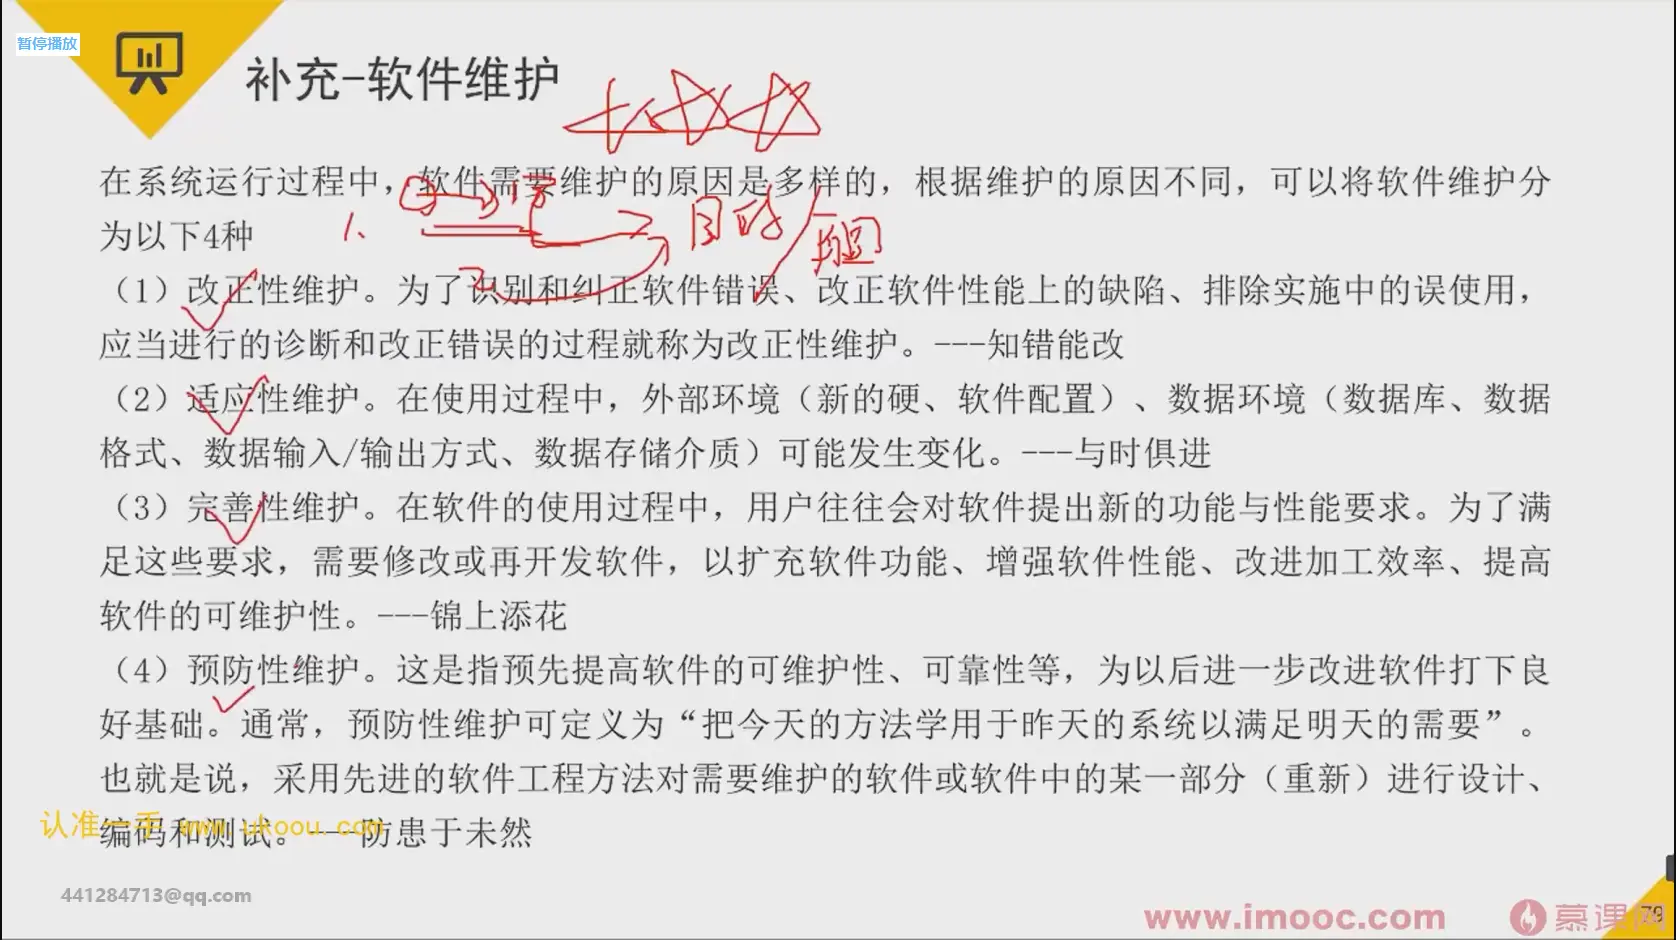 暂停播放
补充-软件维护
在系统运行过程中，软件需要维护的原因是多样的，根据维护的原因不同，可以将软件维护分
为以下4种
1、
目的/
2
（1）改正性维护。为了识别和纠正软件错误、改正软件性能上的缺陷、排除实施中的误使用，
应当进行的诊断和改正错误的过程就称为改正性维护。---知错能改
（2）适应性维护。在使用过程中，外部环境（新的硬、软件配置）、数据环境（数据库、数据
格式、数据输入/输出方式、数据存储介质）可能发生变化。---与时俱进
（3）完善性维护。在软件的使用过程中，用户往往会对软件提出新的功能与性能要求。为了满
足这些要求，需要修改或再开发软件，以扩充软件功能、增强软件性能、改进加工效率、提高
软件的可维护性。---锦上添花
（4）预防性维护。这是指预先提高软件的可维护性、可靠性等，为以后进一步改进软件打下良
好基础。通常，预防性维护可定义为“把今天的方法学用于昨天的系统以满足明天的需要”。
也就是说，采用先进的软件工程方法对需要维护的软件或软件中的某一部分（重新）进行设计、
编码和测试。---防患于未然
认准一手 www.ukoou.com
441284713@qq.com
www.imooc.com
慕课网
79